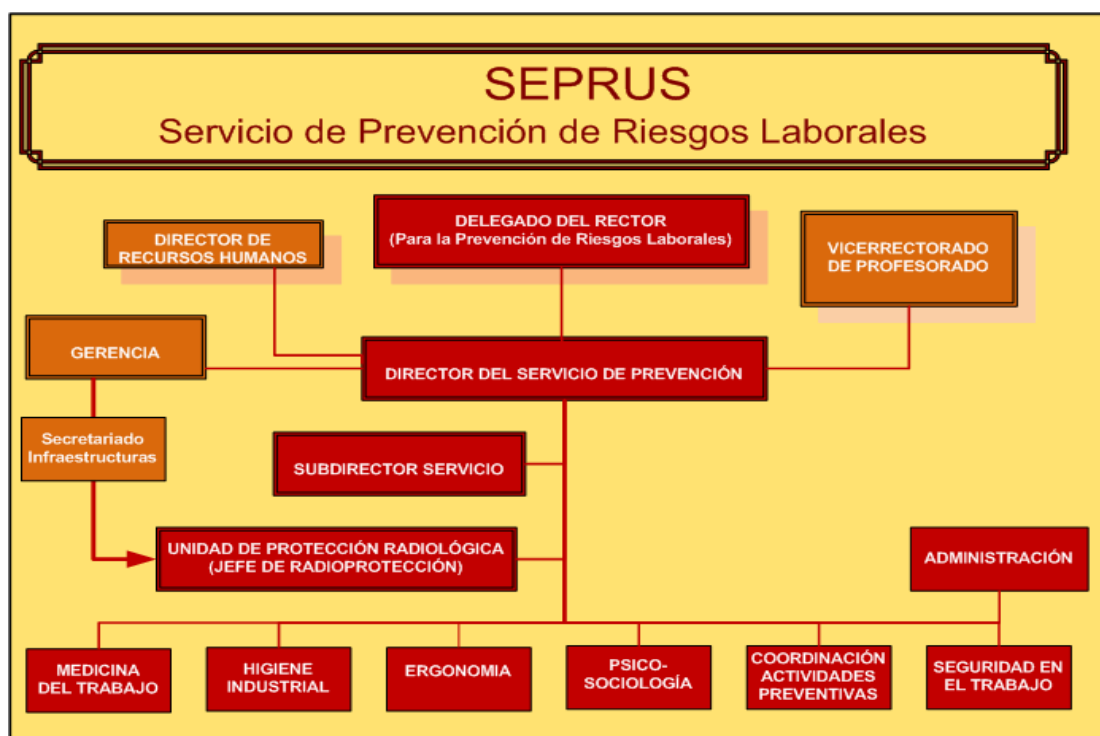 SEPRUS
Servicio de Prevención de Riesgos Laborales
DIRECTOR DE
RECURSOS HUMANOS
DELEGADO DEL RECTOR
(Para la Prevención de Riesgos Laborales)
VICERRECTORADO
DE PROFESORADO
GERENCIA
DIRECTOR DEL SERVICIO DE PREVENCIÓN
Secretariado
Infraestructuras
SUBDIRECTOR SERVICIO
UNIDAD DE PROTECCIÓN RADIOLÓGICA
(JEFE DE RADIOPROTECCIÓN)
ADMINISTRACIÓN
MEDICINA
DEL TRABAJO
HIGIENE
INDUSTRIAL
ERGONOMIA
PSICO-
SOCIOLOGÍA
COORDINACIÓN
ACTIVIDADES
PREVENTIVAS
SEGURIDAD EN
EL TRABAJO